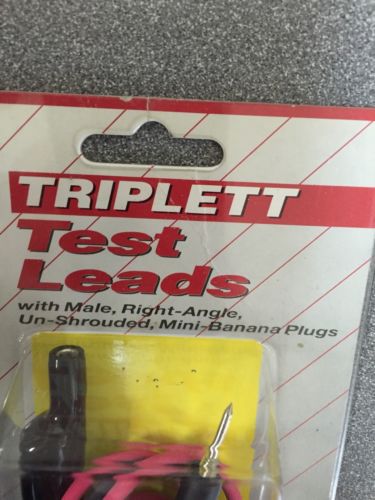 TRIPLETT
Test
Leads
with Male, Right-Angle,
Un-Shrouded, Mini-Banana Plugs